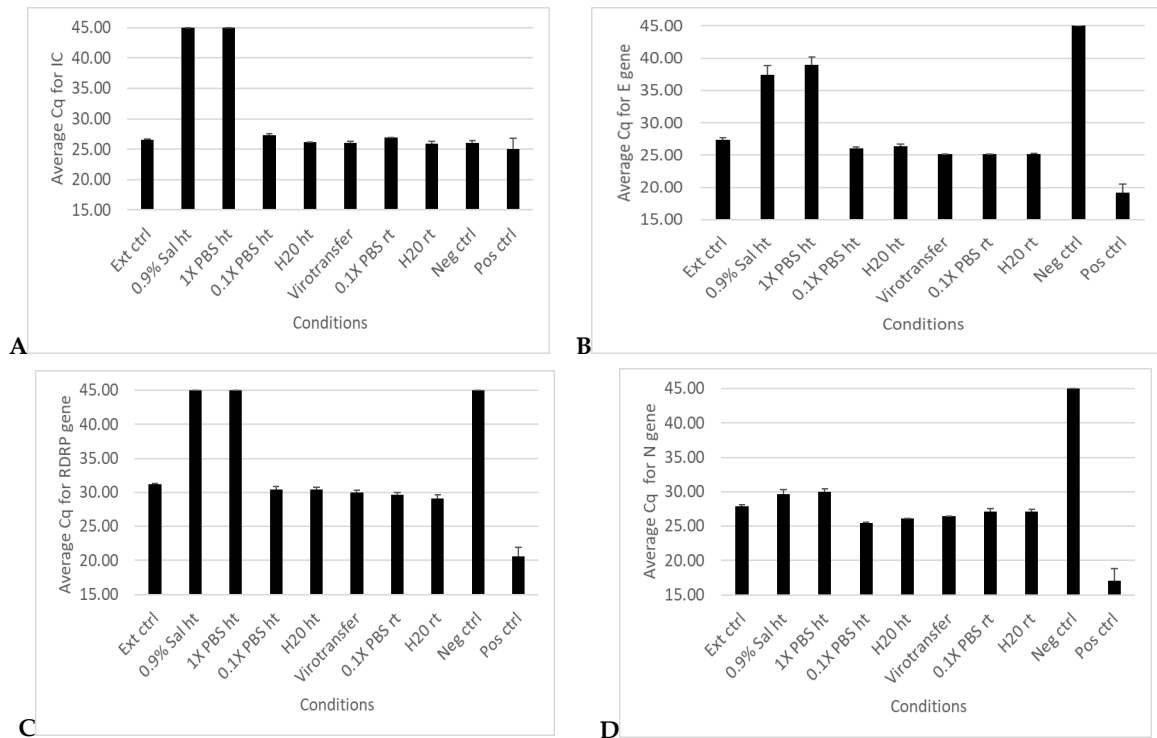 45.00
40.00
35.00
30.00
25.00
20.00
15.00
Average Cq for IC
Ext ctrl
0.9% Sal ht
1X PBS ht
0.1X PBS ht
H20 ht
Virotransfer
0.1X PBS rt
H20 rt
Neg ctrl
Pos ctrl
Conditions
A
45.00
40.00
35.00
30.00
25.00
20.00
15.00
Average Cq for E gene
Ext ctrl
0.9% Sal ht
1X PBS ht
0.1X PBS ht
H20 ht
Virotransfer
0.1X PBS rt
H20 rt
Neg ctrl
Pos ctrl
Conditions
B
45.00
40.00
35.00
30.00
25.00
20.00
15.00
Average Cq for RDRP gene
Ext ctrl
0.9% Sal ht
1X PBS ht
0.1X PBS ht
H20 ht
Virotransfer
0.1X PBS rt
H20 rt
Neg ctrl
Pos ctrl
Conditions
C
45.00
40.00
35.00
30.00
25.00
20.00
15.00
Average Cq for N gene
Ext ctrl
0.9% Sal ht
1X PBS ht
0.1X PBS ht
H20 ht
Virotransfer
0.1X PBS rt
H20 rt
Neg ctrl
Pos ctrl
Conditions
D